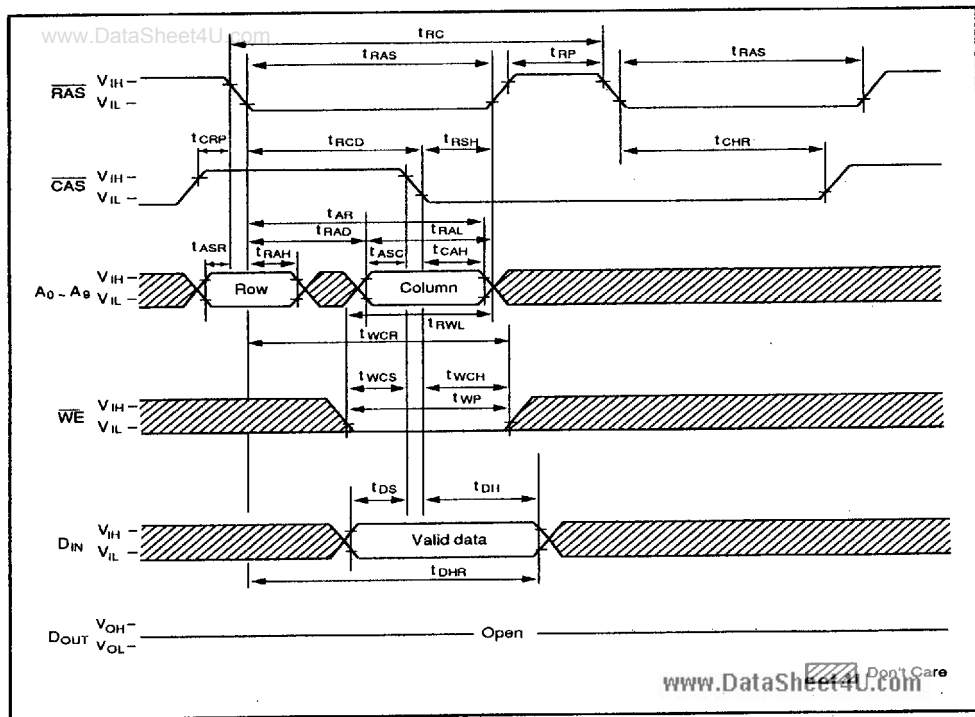 www.DataSheet4U.com
tRC
tRAS
tRP
tRAS
RAS
VIH
VIL
tCRP
tRCD
tRSH
tCHR
CAS
VIH
VIL
tAR
tRAD
tRAL
tASR
tRAH
tASC
tCAH
A0 ~ A9
VIH
VIL
Row
Column
tRWL
tWCR
tWCS
tWCH
tWP
WE
VIH
VIL
tDS
tDH
DIN
VIH
VIL
Valid data
tDHR
DOUT
VOH
VOL
Open
Don't Care
www.DataSheet4U.com